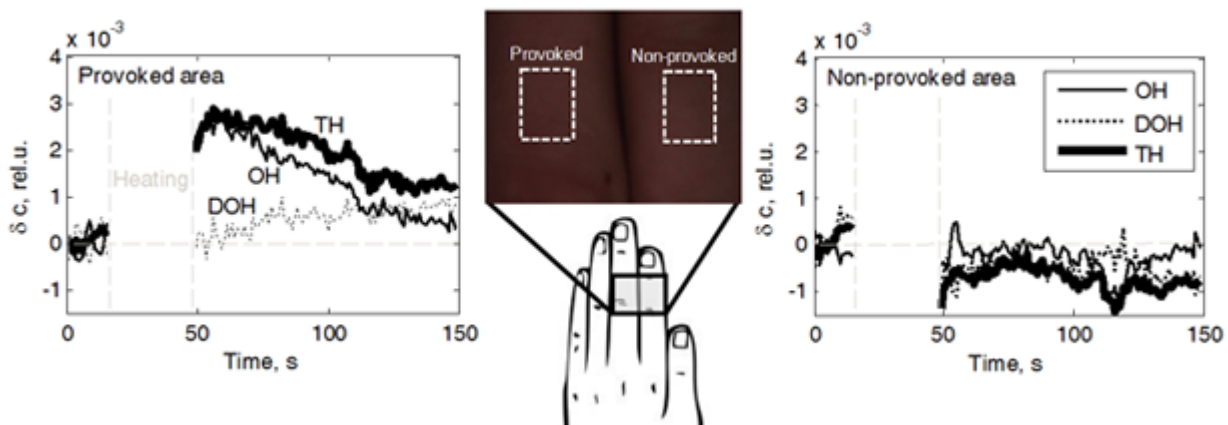 x 10⁻³
4
3
2
1
0
-1
δ c, rel.u.
Provoked area
Heating
TH
OH
DOH
0 50 100 150
Time, s
Provoked
Non-provoked
x 10⁻³
4
3
2
1
0
-1
δ c, rel.u.
Non-provoked area
OH
DOH
TH
0 50 100 150
Time, s